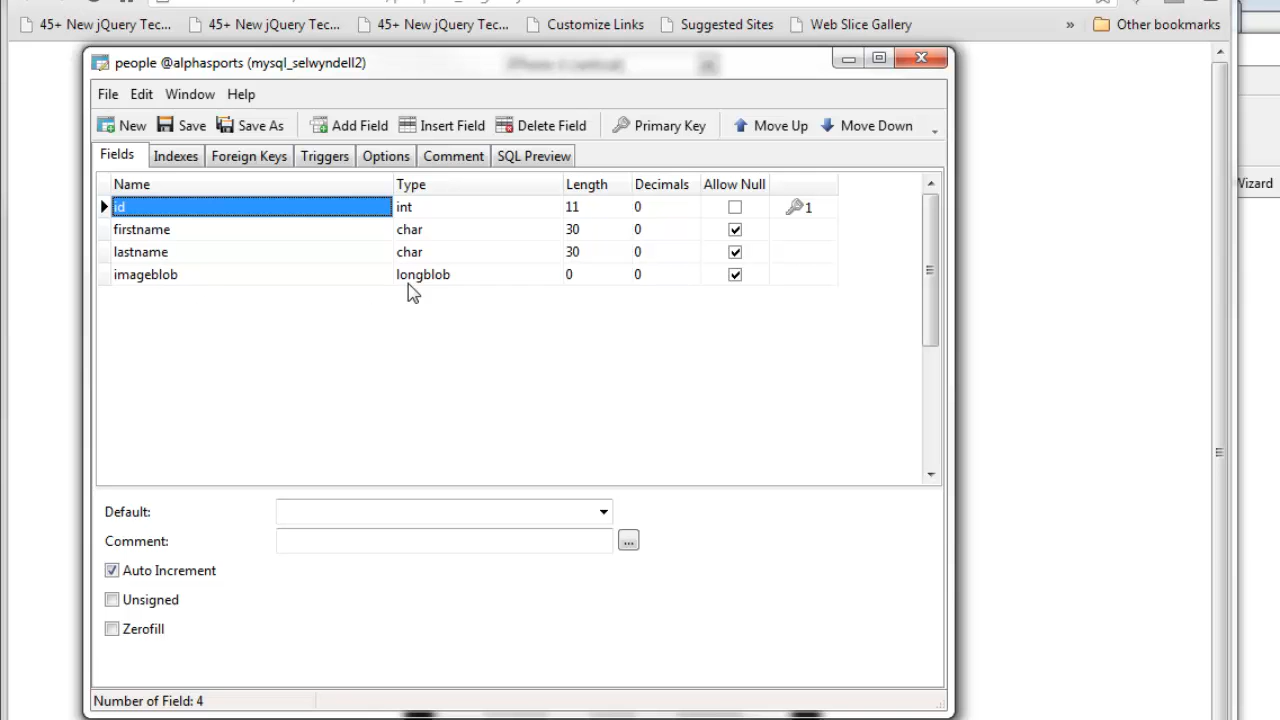 45+ New jQuery Tec... 45+ New jQuery Tec... 45+ New jQuery Tec... Customize Links Suggested Sites Web Slice Gallery » Other bookmarks
people @alphasports (mysql_selwyndell2)
File Edit Window Help
New Save Save As Add Field Insert Field Delete Field Primary Key Move Up Move Down
Fields Indexes Foreign Keys Triggers Options Comment SQL Preview
Wizard
Name Type Length Decimals Allow Null
id int 11 0 1
firstname char 30 0
lastname char 30 0
imageblob longblob 0 0
Default:
Comment: ...
Auto Increment
Unsigned
Zerofill
Number of Field: 4